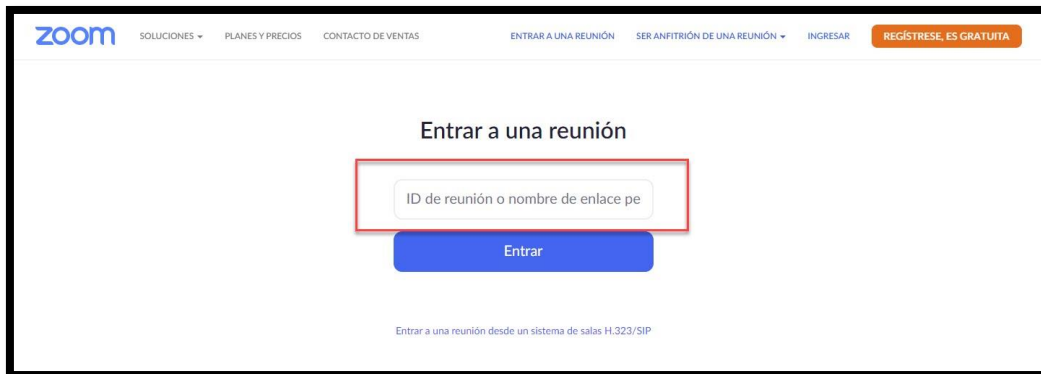 zoom SOLUCIONES PLANES Y PRECIOS CONTACTO DE VENTAS ENTRAR A UNA REUNIÓN SER ANFITRIÓN DE UNA REUNIÓN INGRESAR REGÍSTRESE, ES GRATUITA
Entrar a una reunión
ID de reunión o nombre de enlace pe
Entrar
Entrar a una reunión desde un sistema de salas H.323/SIP